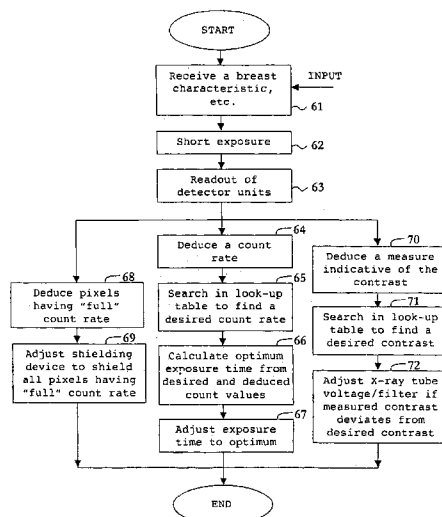 START
Receive a breast
characteristic,
etc.
INPUT
61
Short exposure
62
Readout of
detector units
63
68
Deduce pixels
having "full"
count rate
69
Adjust shielding
device to shield
all pixels having
"full" count rate
64
Deduce a count
rate
65
Search in look-up
table to find a
desired count rate
66
Calculate optimum
exposure time from
desired and deduced
count values
67
Adjust exposure
time to optimum
70
Deduce a measure
indicative of the
contrast
71
Search in look-up
table to find a
desired contrast
72
Adjust X-ray tube
voltage/filter if
measured contrast
deviates from
desired contrast
END